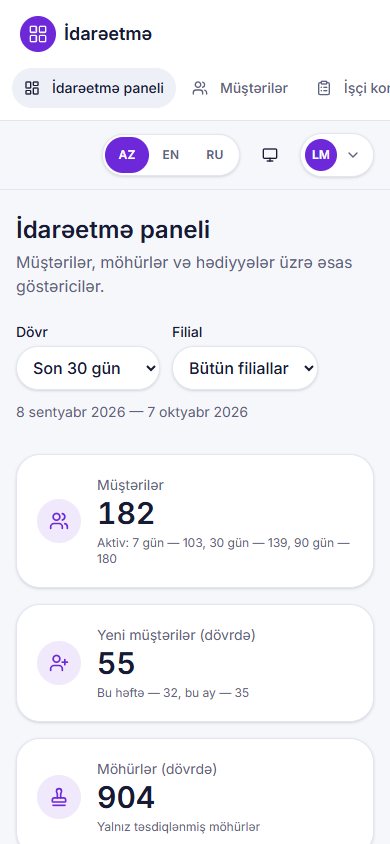 İdarəetmə
İdarəetmə paneli
Müştərilər
İşçi kor
AZ
EN
RU
LM
İdarəetmə paneli
Müştərilər, möhürlər və hədiyyələr üzrə əsas
göstəricilər.
Dövr
Filial
Son 30 gün
Bütün filiallar
8 sentyabr 2026 — 7 oktyabr 2026
Müştərilər
182
Aktiv: 7 gün — 103, 30 gün — 139, 90 gün —
180
Yeni müştərilər (dövrdə)
55
Bu həftə — 32, bu ay — 35
Möhürlər (dövrdə)
904
Yalnız təsdiqlənmiş möhürlər